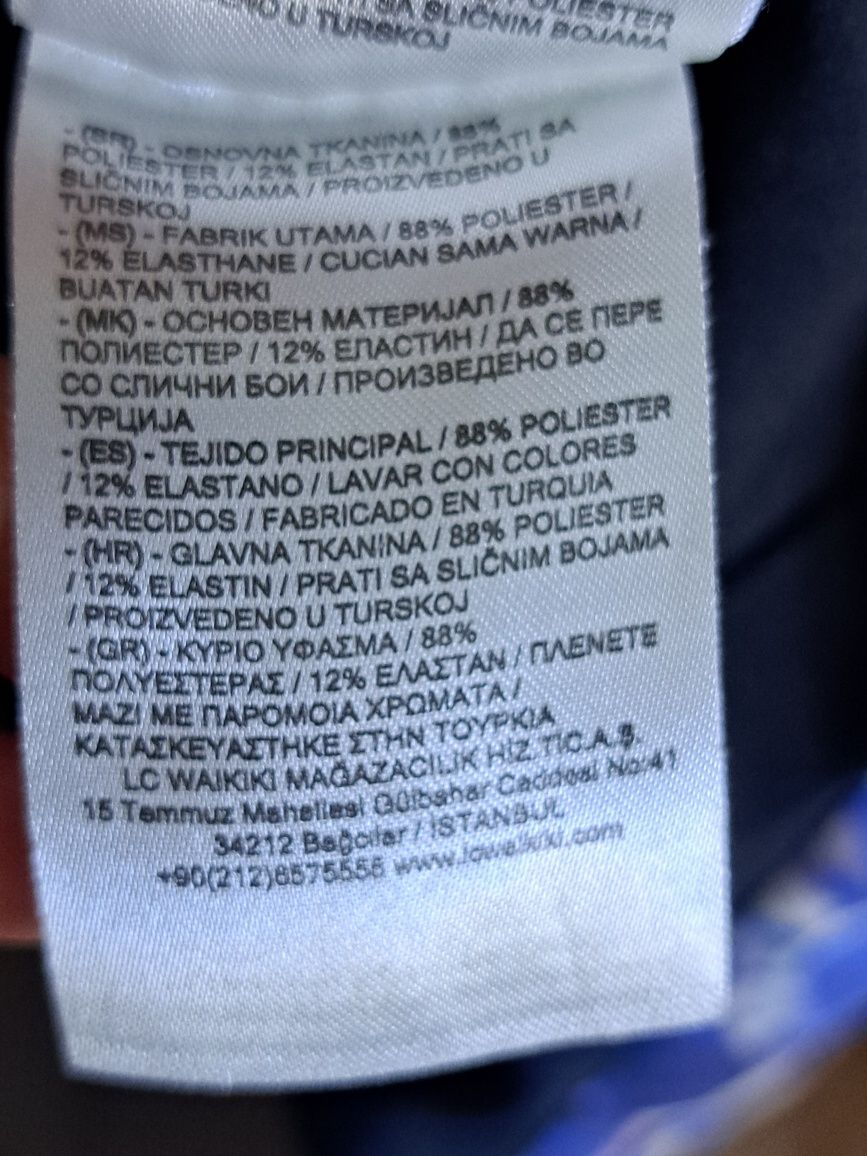 POLIESTER
U TURSKOJ SA SLIČNIM BOJAMA
- (SR) - OSNOVNA TKANINA / 88%
POLIESTER / 12% ELASTAN / PRATI SA
SLIČNIM BOJAMA / PROIZVEDENO U
TURSKOJ
- (MS) - FABRIK UTAMA / 88% POLIESTER /
12% ELASTHANE / CUCIAN SAMA WARNA /
BUATAN TURKI
- (MK) - ОСНОВЕН МАТЕРИЈАЛ / 88%
ПОЛИЕСТЕР / 12% ЕЛАСТИН / ДА СЕ ПЕРЕ
СО СЛИЧНИ БОИ / ПРОИЗВЕДЕНО ВО
ТУРЦИЈА
- (ES) - TEJIDO PRINCIPAL / 88% POLIESTER
/ 12% ELASTANO / LAVAR CON COLORES
PARECIDOS / FABRICADO EN TURQUIA
- (HR) - GLAVNA TKANINA / 88% POLIESTER
/ 12% ELASTIN / PRATI SA SLIČNIM BOJAMA
/ PROIZVEDENO U TURSKOJ
- (GR) - ΚΥΡΙΟ ΥΦΑΣΜΑ / 88%
ΠΟΛΥΕΣΤΕΡΑΣ / 12% ΕΛΑΣΤΑΝ / ΠΛΕΝΕΤΕ
ΜΑΖΙ ΜΕ ΠΑΡΟΜΟΙΑ ΧΡΩΜΑΤΑ /
ΚΑΤΑΣΚΕΥΑΣΤΗΚΕ ΣΤΗΝ ΤΟΥΡΚΙΑ
LC WAIKIKI MAĞAZACILIK HİZ TİC.A.Ş.
15 Temmuz Mahallesi Gülbahar Caddesi No:41
34212 Bağcılar / İSTANBUL
+90(212)6575555 www.lcwaikiki.com